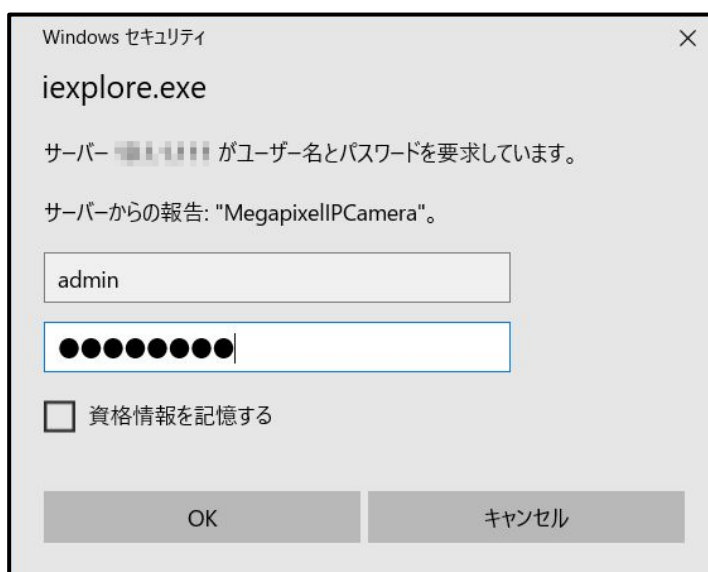 Windows セキュリティ
iexplore.exe
サーバー がユーザー名とパスワードを要求しています。
サーバーからの報告: "MegapixelIPCamera"。
admin
●●●●●●●●
資格情報を記憶する
OK
キャンセル